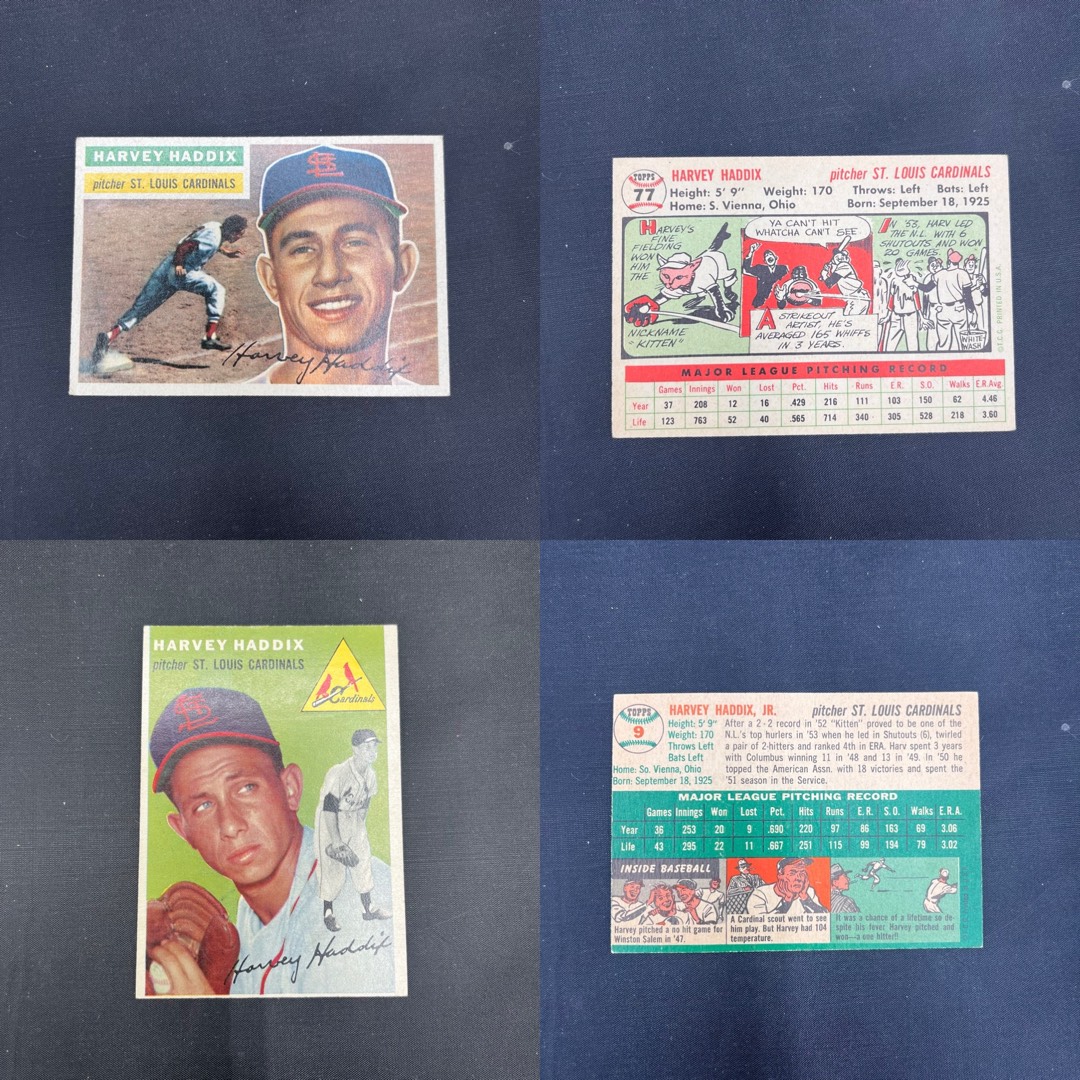 HARVEY HADDIX
pitcher ST. LOUIS CARDINALS
STL
Harvey Haddix
TOPPS
77
HARVEY HADDIX pitcher ST. LOUIS CARDINALS
Height: 5' 9" Weight: 170 Throws: Left Bats: Left
Home: S. Vienna, Ohio Born: September 18, 1925
HARVEY'S
FINE
FIELDING
WON
HIM
THE
NICKNAME
"KITTEN"
YA CAN'T HIT
WHATCHA CAN'T SEE
A STRIKEOUT
ARTIST, HE'S
AVERAGED 165 WHIFFS
IN 3 YEARS.
IN '53, HARV LED
THE N.L. WITH 6
SHUTOUTS AND WON
20 GAMES.
WHITE
WASH
© T.C.G. PRINTED IN U.S.A.
MAJOR LEAGUE PITCHING RECORD
Games Innings Won Lost Pct. Hits Runs E.R. S.O. Walks E.R.Avg.
Year 37 208 12 16 .429 216 111 103 150 62 4.46
Life 123 763 52 40 .565 714 340 305 528 218 3.60
HARVEY HADDIX
pitcher ST. LOUIS CARDINALS
Cardinals
STL
Harvey Haddix
TOPPS
9
HARVEY HADDIX, JR. pitcher ST. LOUIS CARDINALS
Height: 5' 9"
Weight: 170
Throws Left
Bats Left
Home: So. Vienna, Ohio
Born: September 18, 1925
After a 2-2 record in '52 "Kitten" proved to be one of the
N.L.'s top hurlers in '53 when he led in Shutouts (6), twirled
a pair of 2-hitters and ranked 4th in ERA. Harv spent 3 years
with Columbus winning 11 in '48 and 13 in '49. In '50 he
topped the American Assn. with 18 victories and spent the
'51 season in the Service.
MAJOR LEAGUE PITCHING RECORD
Games Innings Won Lost Pct. Hits Runs E.R. S.O. Walks E.R.A.
Year 36 253 20 9 .690 220 97 86 163 69 3.06
Life 43 295 22 11 .667 251 115 99 194 79 3.02
INSIDE BASEBALL
Harvey pitched a no hit game for
Winston Salem in '47.
A Cardinal scout went to see
him play. But Harvey had 104
temperature.
It was a chance of a lifetime so de-
spite his fever Harvey pitched and
won—a one hitter!!